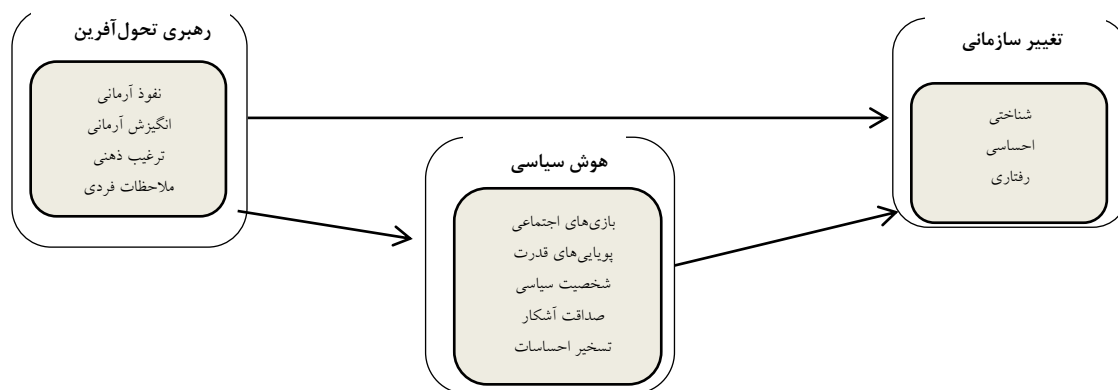 رهبری تحول‌آفرین
نفوذ آرمانی
انگیزش آرمانی
ترغیب ذهنی
ملاحظات فردی
تغییر سازمانی
شناختی
احساسی
رفتاری
هوش سیاسی
بازی‌های اجتماعی
پویایی‌های قدرت
شخصیت سیاسی
صداقت آشکار
تسخیر احساسات